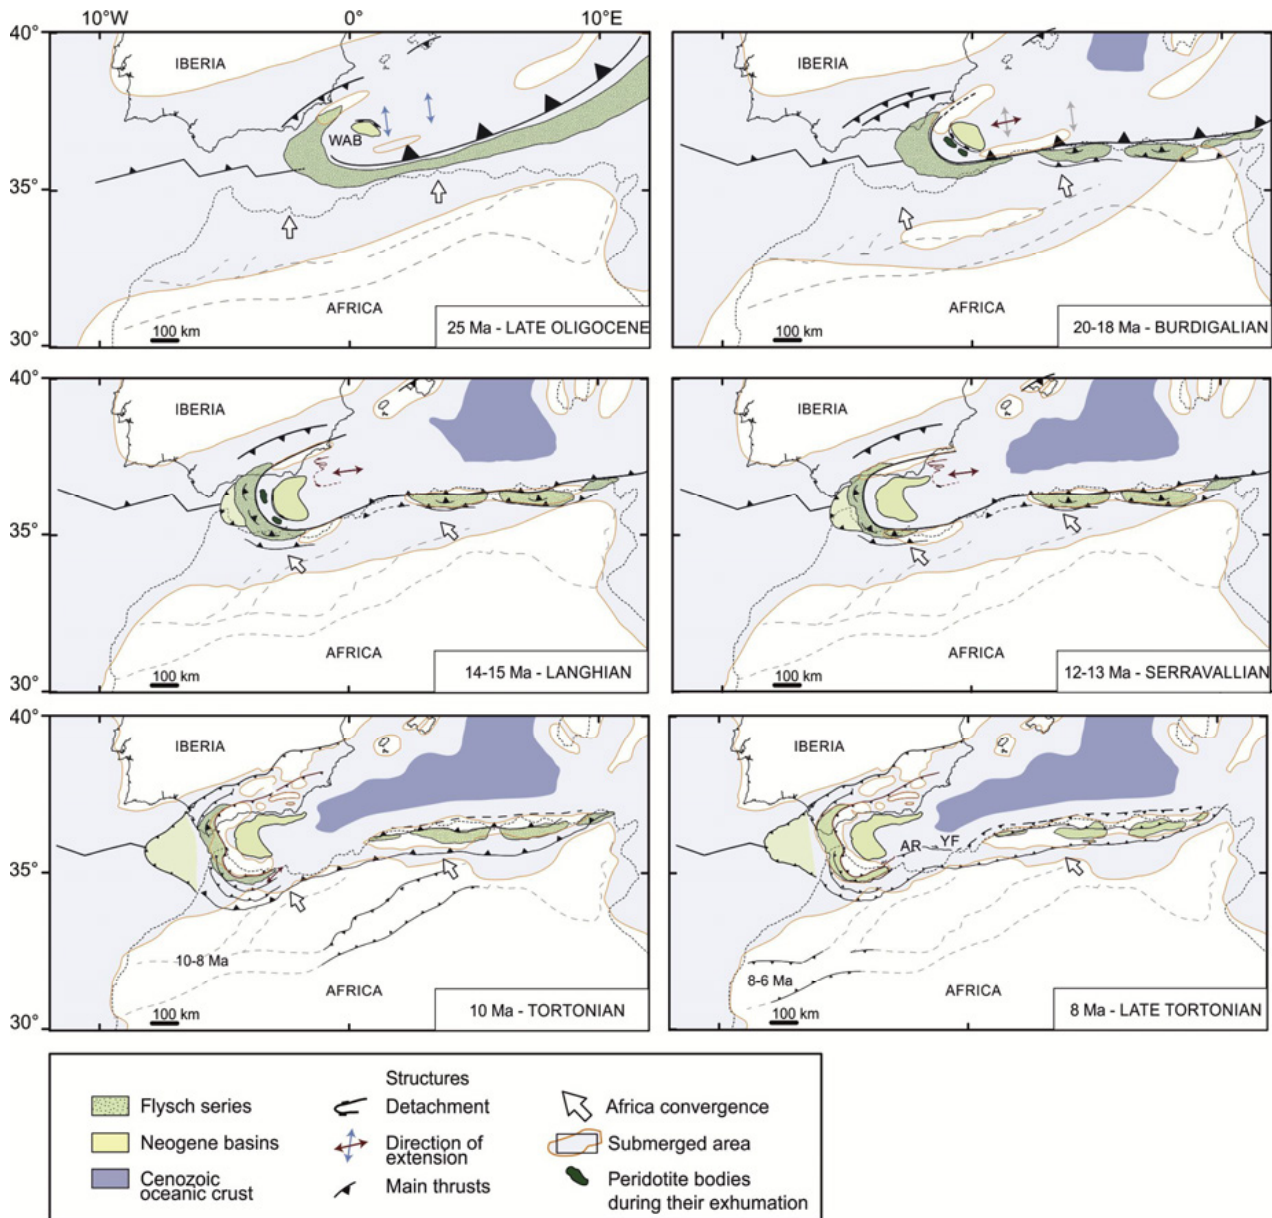 10°W 0° 10°E
40°
IBERIA
WAB
35°
AFRICA
30°
100 km
25 Ma - LATE OLIGOCENE
IBERIA
AFRICA
100 km
20-18 Ma - BURDIGALIAN
40°
IBERIA
35°
AFRICA
30°
100 km
14-15 Ma - LANGHIAN
IBERIA
AFRICA
100 km
12-13 Ma - SERRAVALLIAN
40°
IBERIA
35°
10-8 Ma
AFRICA
30°
100 km
10 Ma - TORTONIAN
IBERIA
AR YF
8-6 Ma
AFRICA
100 km
8 Ma - LATE TORTONIAN
Flysch series
Neogene basins
Cenozoic
oceanic crust
Structures
Detachment
Direction of
extension
Main thrusts
Africa convergence
Submerged area
Peridotite bodies
during their exhumation